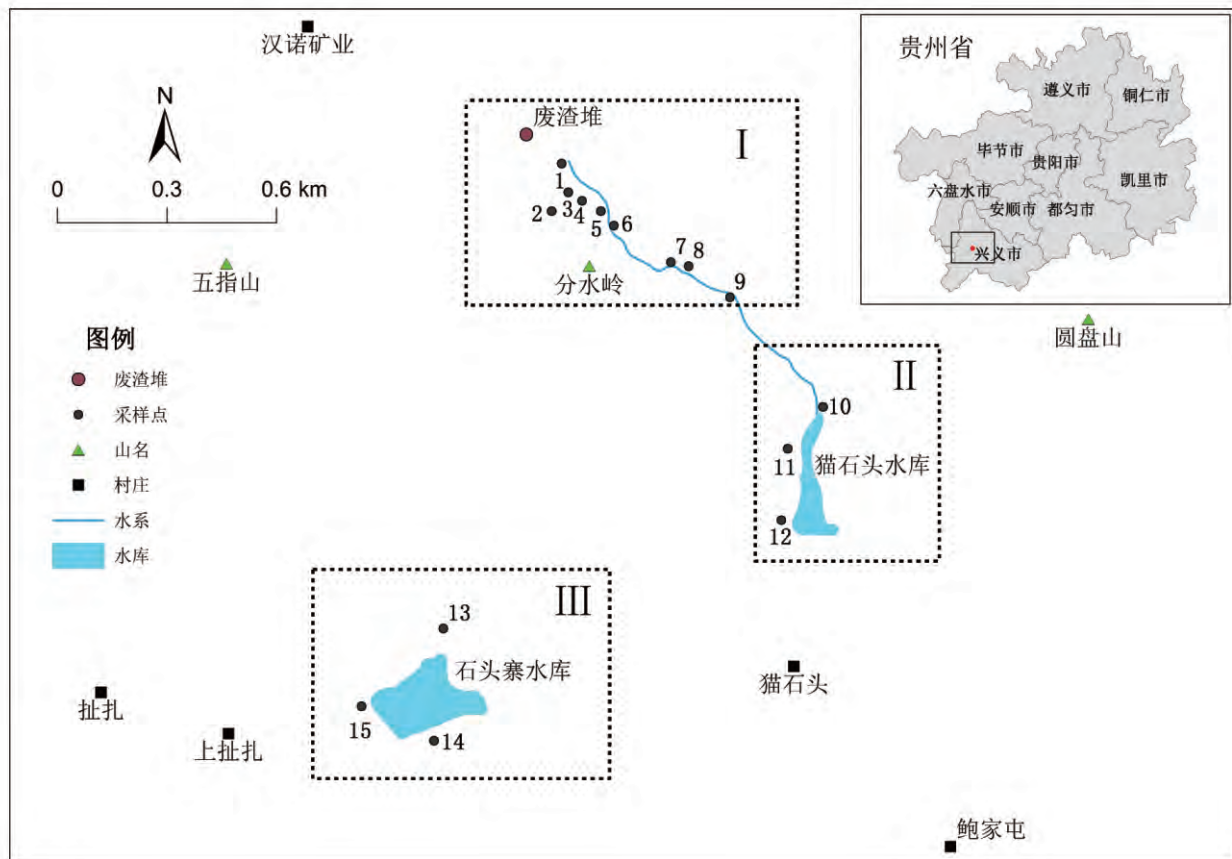 汉诺矿业
N
0 0.3 0.6 km
五指山
图例
废渣堆
采样点
山名
村庄
水系
水库
废渣堆
I
1
2
3
4
5
6
7
8
9
分水岭
贵州省
遵义市
铜仁市
毕节市
贵阳市
凯里市
六盘水市
安顺市
都匀市
兴义市
圆盘山
II
10
11
猫石头水库
12
III
13
石头寨水库
15
14
猫石头
扯扎
上扯扎
鲍家屯